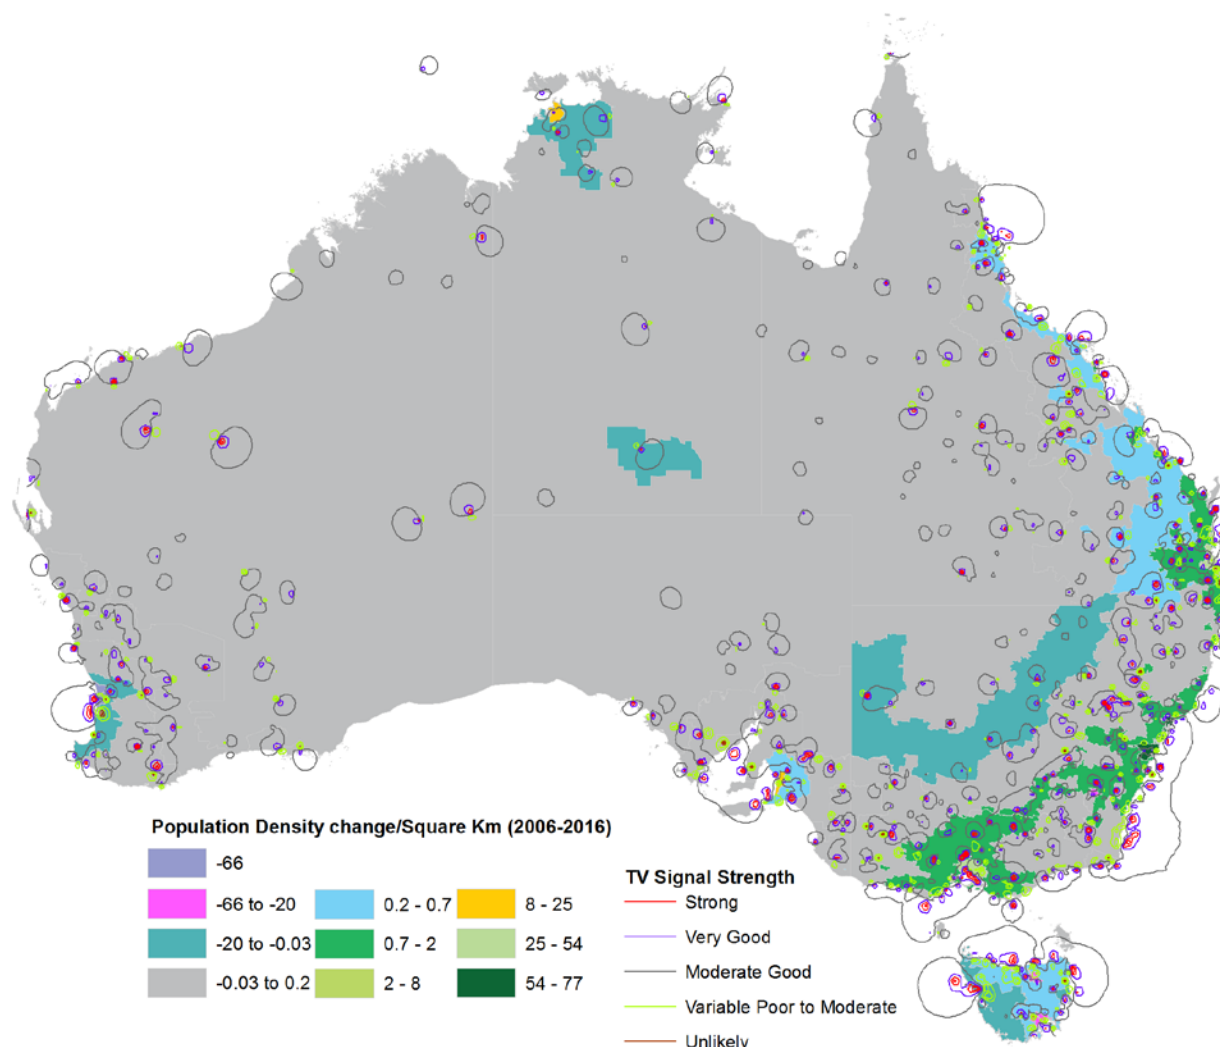 Population Density change/Square Km (2006-2016)
-66
-66 to -20
0.2 - 0.7
8 - 25
-20 to -0.03
0.7 - 2
25 - 54
-0.03 to 0.2
2 - 8
54 - 77
TV Signal Strength
Strong
Very Good
Moderate Good
Variable Poor to Moderate
Unlikely